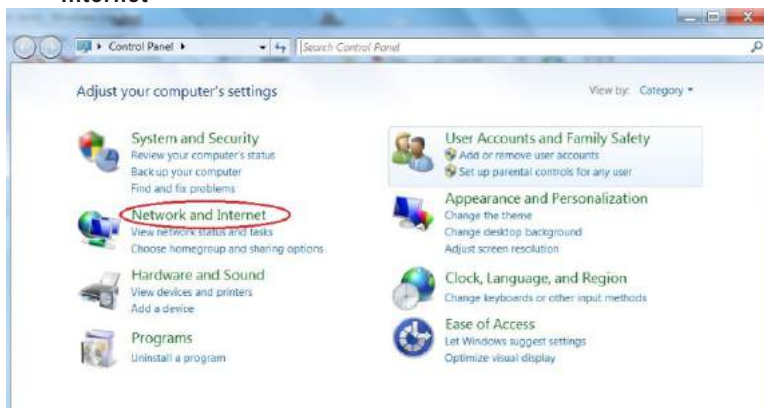 Internet
Control Panel
Search Control Panel
Adjust your computer's settings
View by: Category
System and Security
Review your computer's status
Back up your computer
Find and fix problems
Network and Internet
View network status and tasks
Choose homegroup and sharing options
Hardware and Sound
View devices and printers
Add a device
Programs
Uninstall a program
User Accounts and Family Safety
Add or remove user accounts
Set up parental controls for any user
Appearance and Personalization
Change the theme
Change desktop background
Adjust screen resolution
Clock, Language, and Region
Change keyboards or other input methods
Ease of Access
Let Windows suggest settings
Optimize visual display